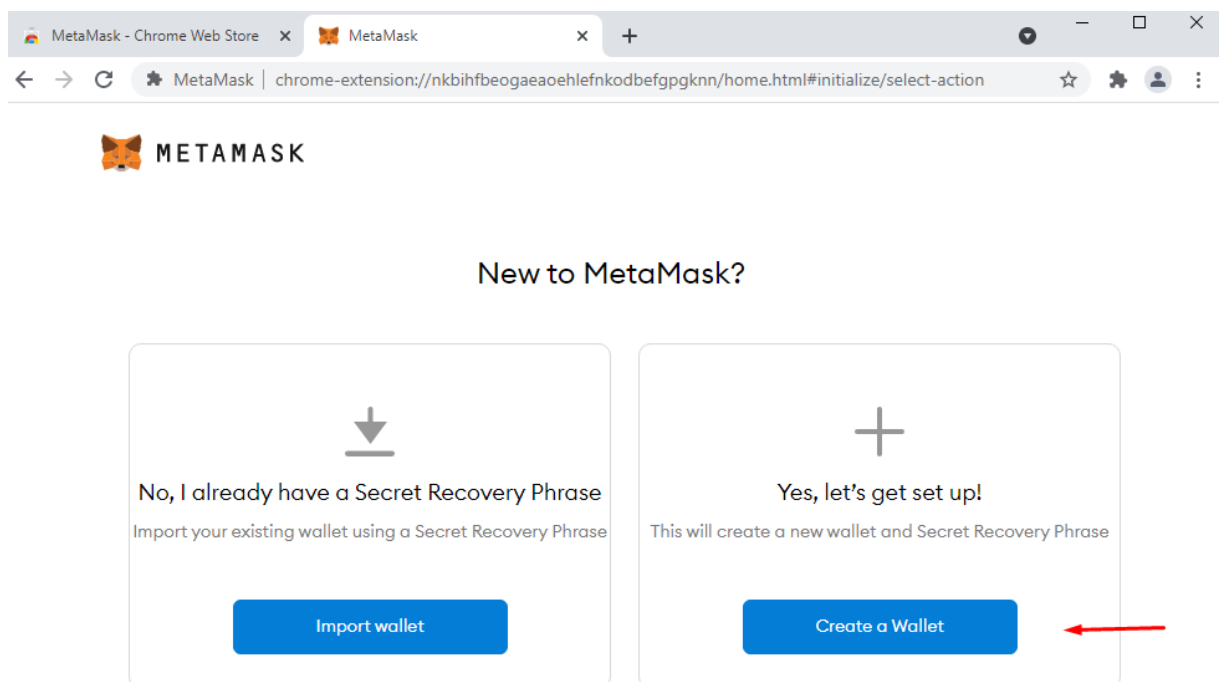 MetaMask - Chrome Web Store
MetaMask
MetaMask | chrome-extension://nkbihfbeogaeaoehlefnkodbefgpgknn/home.html#initialize/select-action
METAMASK
New to MetaMask?
No, I already have a Secret Recovery Phrase
Import your existing wallet using a Secret Recovery Phrase
Import wallet
Yes, let’s get set up!
This will create a new wallet and Secret Recovery Phrase
Create a Wallet